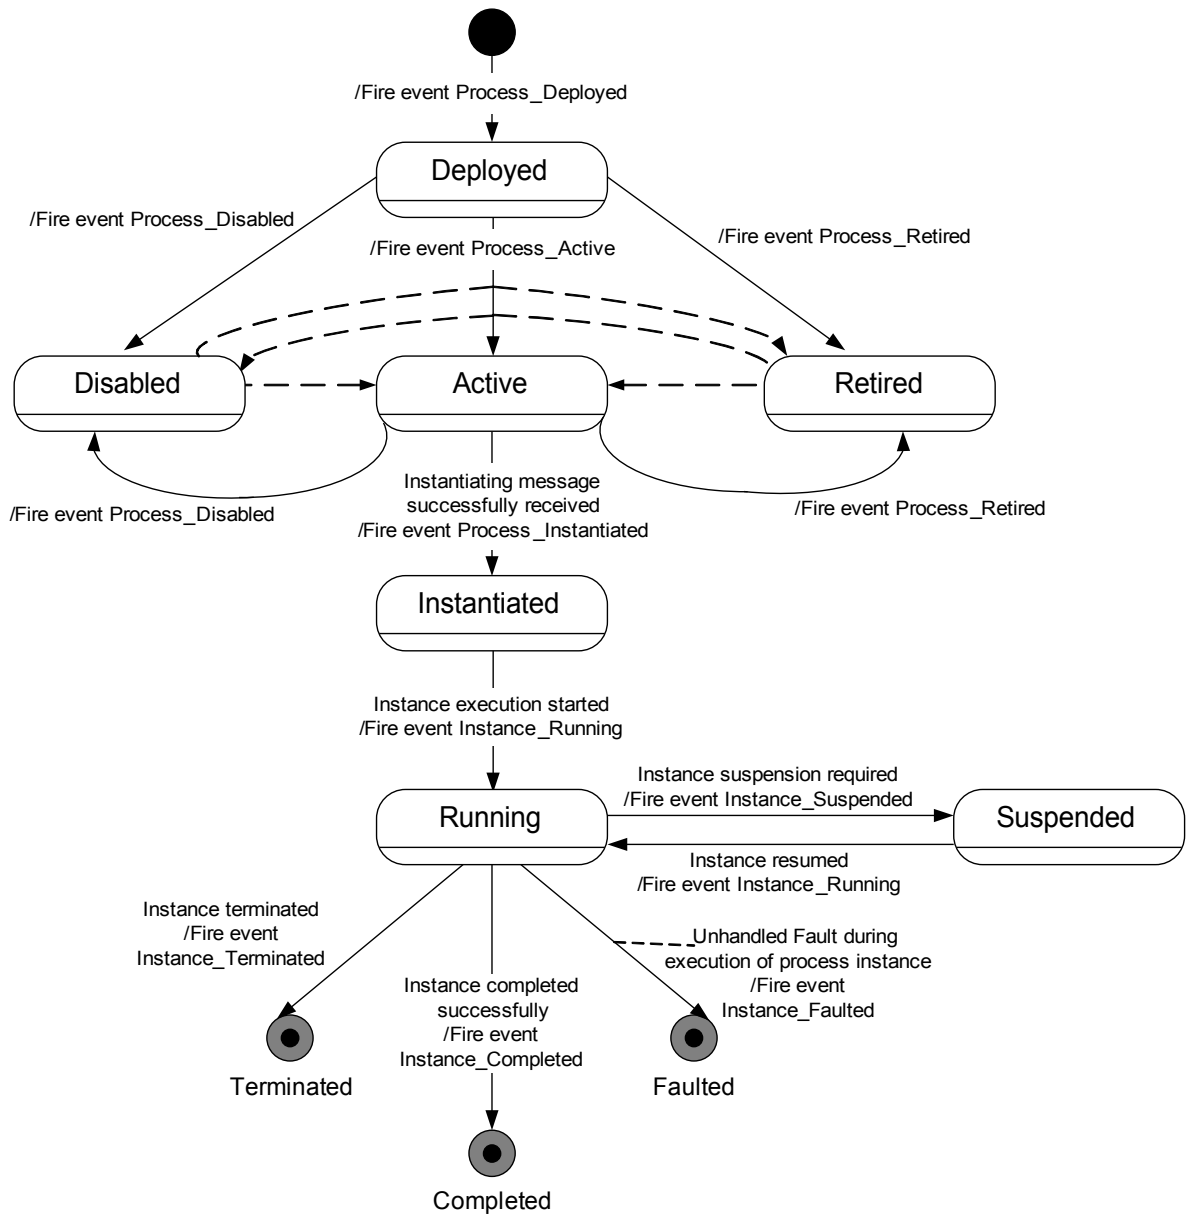 /Fire event Process_Deployed
Deployed
/Fire event Process_Disabled
/Fire event Process_Active
/Fire event Process_Retired
Disabled
Active
Retired
/Fire event Process_Disabled
Instantiating message
successfully received
/Fire event Process_Instantiated
/Fire event Process_Retired
Instantiated
Instance execution started
/Fire event Instance_Running
Running
Instance suspension required
/Fire event Instance_Suspended
Suspended
Instance resumed
/Fire event Instance_Running
Instance terminated
/Fire event
Instance_Terminated
Instance completed
successfully
/Fire event
Instance_Completed
Unhandled Fault during
execution of process instance
/Fire event
Instance_Faulted
Terminated
Faulted
Completed